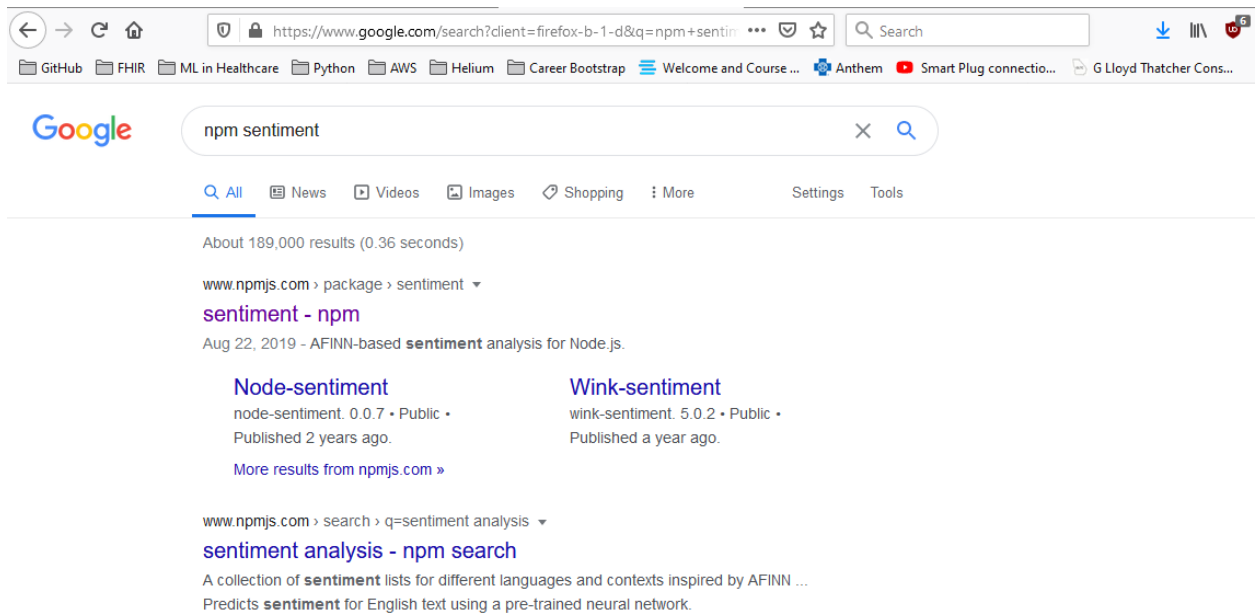 https://www.google.com/search?client=firefox-b-1-d&q=npm+sentim
Search
6
GitHub FHIR ML in Healthcare Python AWS Helium Career Bootstrap Welcome and Course ... Anthem Smart Plug connectio... G Lloyd Thatcher Cons...
Google
npm sentiment
All News Videos Images Shopping More Settings Tools
About 189,000 results (0.36 seconds)
www.npmjs.com › package › sentiment
sentiment - npm
Aug 22, 2019 - AFINN-based sentiment analysis for Node.js.
Node-sentiment
node-sentiment. 0.0.7 • Public •
Published 2 years ago.
Wink-sentiment
wink-sentiment. 5.0.2 • Public •
Published a year ago.
More results from npmjs.com »
www.npmjs.com › search › q=sentiment analysis
sentiment analysis - npm search
A collection of sentiment lists for different languages and contexts inspired by AFINN ...
Predicts sentiment for English text using a pre-trained neural network.